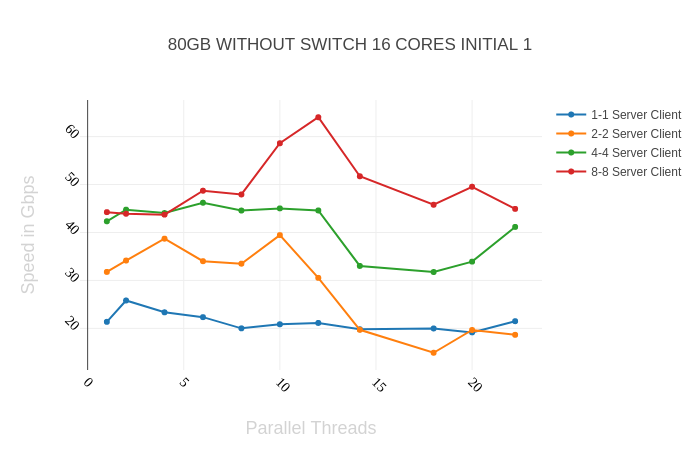 80GB WITHOUT SWITCH 16 CORES INITIAL 1
1-1 Server Client
2-2 Server Client
4-4 Server Client
8-8 Server Client
Speed in Gbps
60
50
40
30
20
0
5
10
15
20
Parallel Threads